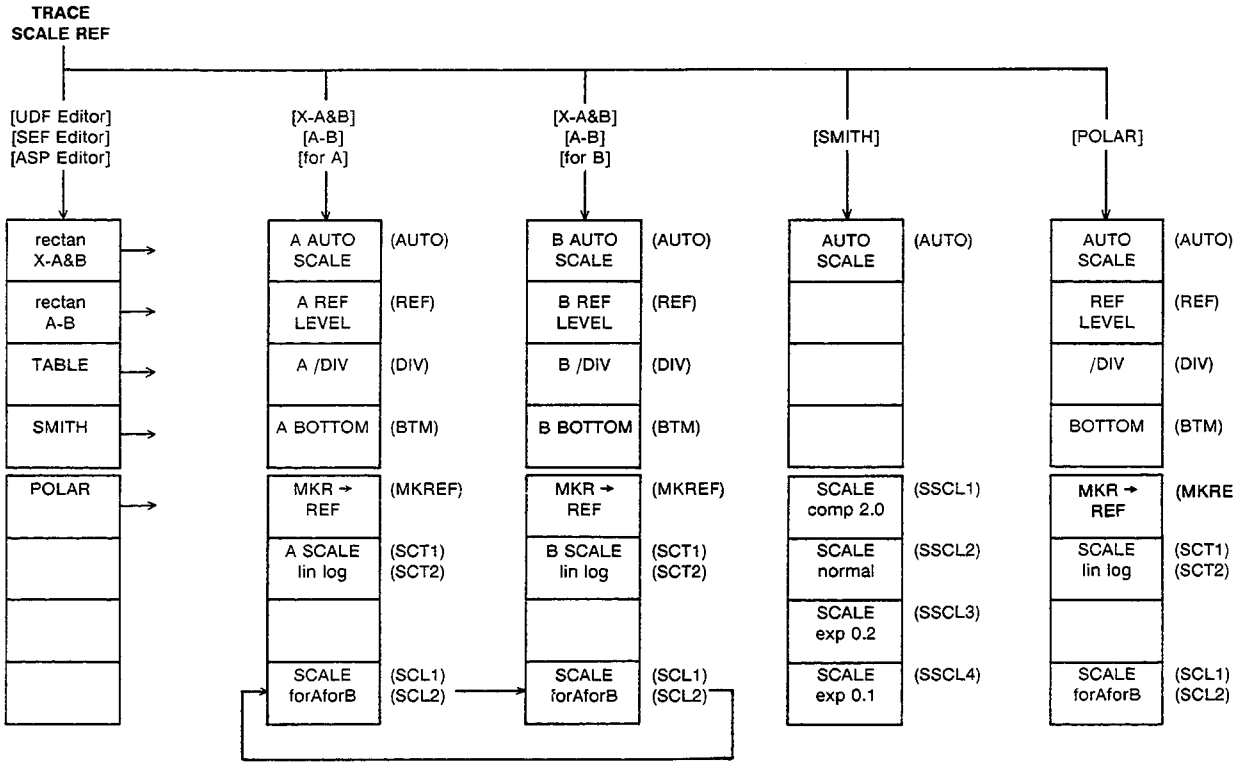 TRACE
SCALE REF
[UDF Editor]
[SEF Editor]
[ASP Editor]
[X-A&B]
[A-B]
[for A]
[X-A&B]
[A-B]
[for B]
[SMITH]
[POLAR]
rectan
X-A&B
rectan
A-B
TABLE
SMITH
POLAR
A AUTO
SCALE
(AUTO)
A REF
LEVEL
(REF)
A /DIV
(DIV)
A BOTTOM
(BTM)
MKR →
REF
(MKREF)
A SCALE
lin log
(SCT1)
(SCT2)
SCALE
forAforB
(SCL1)
(SCL2)
B AUTO
SCALE
(AUTO)
B REF
LEVEL
(REF)
B /DIV
(DIV)
B BOTTOM
(BTM)
MKR →
REF
(MKREF)
B SCALE
lin log
(SCT1)
(SCT2)
SCALE
forAforB
(SCL1)
(SCL2)
AUTO
SCALE
(AUTO)
SCALE
comp 2.0
(SSCL1)
SCALE
normal
(SSCL2)
SCALE
exp 0.2
(SSCL3)
SCALE
exp 0.1
(SSCL4)
AUTO
SCALE
(AUTO)
REF
LEVEL
(REF)
/DIV
(DIV)
BOTTOM
(BTM)
MKR →
REF
(MKRE
SCALE
lin log
(SCT1)
(SCT2)
SCALE
forAforB
(SCL1)
(SCL2)